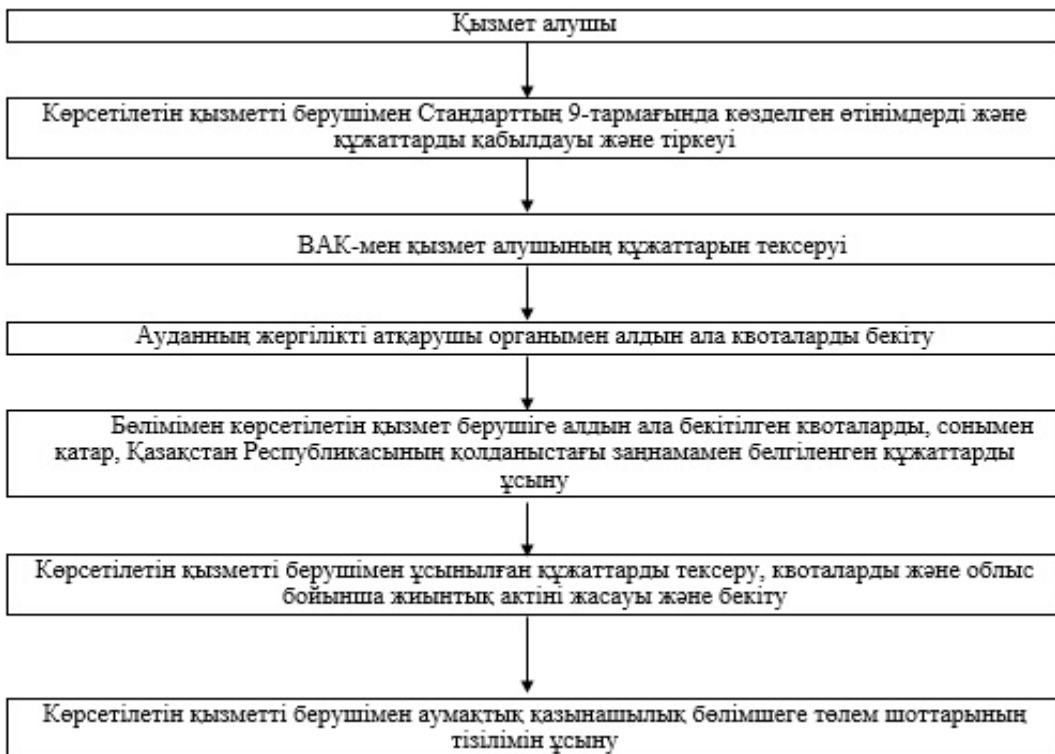 Қызмет алушы
Көрсетілетін қызметті берушімен Стандарттың 9-тармағында көзделген өтінімдерді және
құжаттарды қабылдауы және тіркеуі
ВАК-мен қызмет алушының құжаттарын тексеруі
Ауданның жергілікті атқарушы органымен алдын ала квоталарды бекіту
Бөлімімен көрсетілетін қызмет берушіге алдын ала бекітілген квоталарды, сонымен
қатар, Қазақстан Республикасының қолданыстағы заңнамамен белгіленген құжаттарды
ұсыну
Көрсетілетін қызметті берушімен ұсынылған құжаттарды тексеру, квоталарды және облыс
бойынша жиынтық актіні жасауы және бекіту
Көрсетілетін қызметті берушімен аумақтық қазынашылық бөлімшеге төлем шоттарының
тізілімін ұсыну